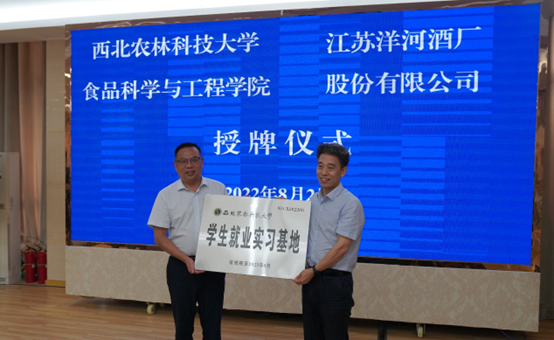 西北农林科技大学 江苏洋河酒厂
食品科学与工程学院 股份有限公司
授牌仪式
2022年8月2
西北农林科技大学
学生就业实习基地